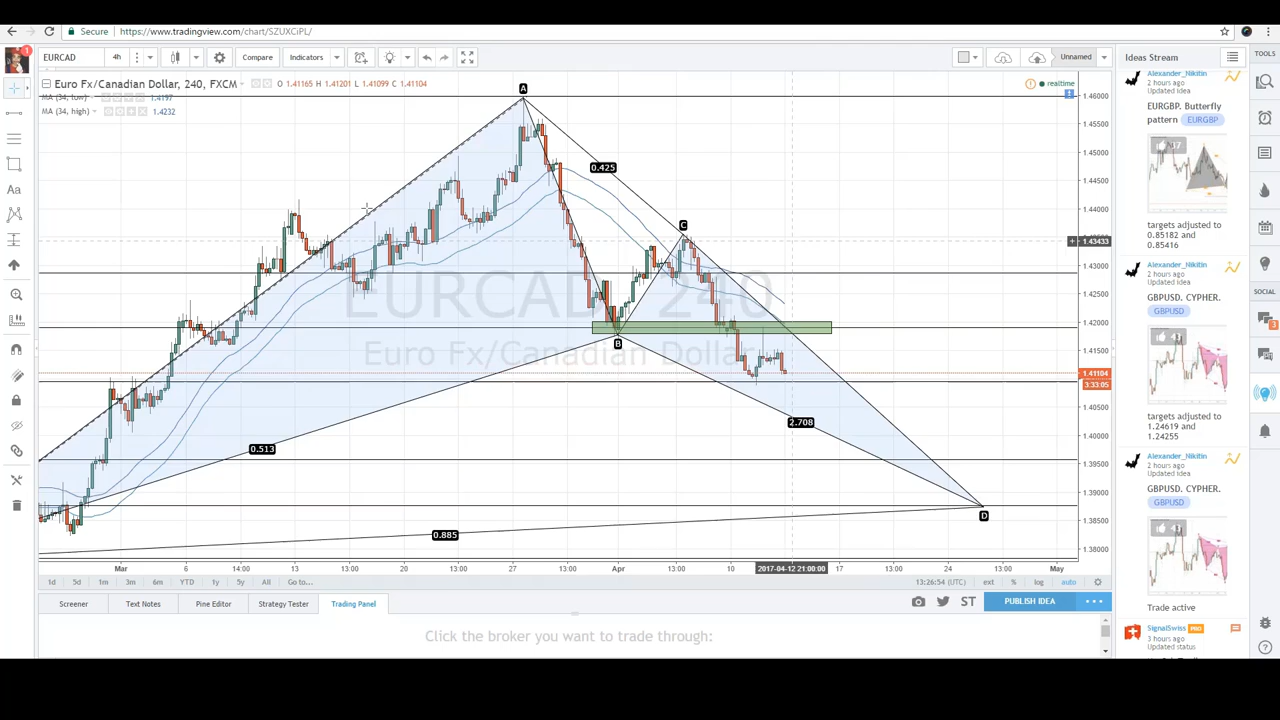 Secure
https://www.tradingview.com/chart/SZUXCiPL/
EURCAD 4h Compare Indicators Unnamed
Euro Fx/Canadian Dollar, 240, FXCM O 1.41165 H 1.41201 L 1.41099 C 1.41104 realtime
MA (34, low) 1.4197
MA (34, high) 1.4232
EURCAD, 240
Euro Fx/Canadian Dollar
A
0.425
C
B
0.513
2.708
D
0.885
1.46000
1.45500
1.45000
1.44500
1.44000
1.43433
1.43000
1.42500
1.42000
1.41500
1.41104
3:33:05
1.40500
1.40000
1.39500
1.39000
1.38500
1.38000
Mar 6 14:00 13:00 20 13:00 27 13:00 Apr 13:00 10 2017-04-12 21:00:00 17 13:00 24 May
1d 5d 1m 3m 6m YTD 1y 5y All Go to... 13:26:54 (UTC) ext % log auto
Screener Text Notes Pine Editor Strategy Tester Trading Panel ST PUBLISH IDEA
Click the broker you want to trade through:
Ideas Stream
Alexander_Nikitin
2 hours ago
Updated idea
EURGBP. Butterfly
pattern EURGBP
37
targets adjusted to
0.85182 and
0.85416
Alexander_Nikitin
2 hours ago
Updated idea
GBPUSD. CYPHER.
GBPUSD
targets adjusted to
1.24619 and
1.24255
Alexander_Nikitin
2 hours ago
Updated idea
GBPUSD. CYPHER.
GBPUSD
Trade active
SignalSwiss PRO
3 hours ago
Updated status
TOOLS
SOCIAL
3
1